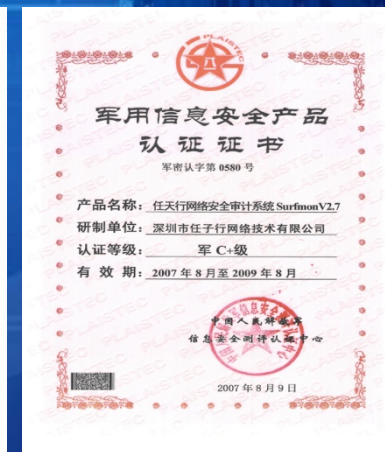 PLAISTEC
军用信息安全产品
认证证书
军密认字第 0580 号
产品名称: 任天行网络安全审计系统 SurfmonV2.7
研制单位: 深圳市任子行网络技术有限公司
认证等级: 军 C+级
有 效 期: 2007 年 8 月至 2009 年 8 月
中国人民解放军
信息安全测评认证中心
2007 年 8 月 9 日